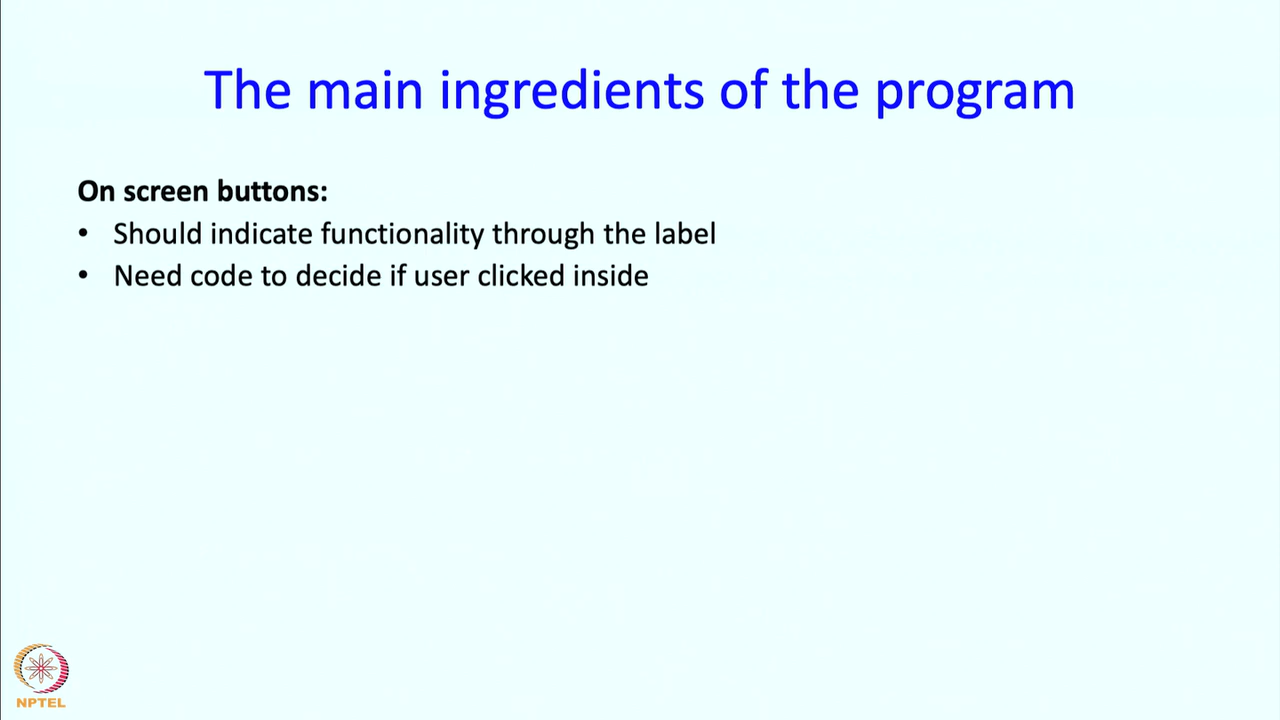 The main ingredients of the program
On screen buttons:
• Should indicate functionality through the label
• Need code to decide if user clicked inside
NPTEL